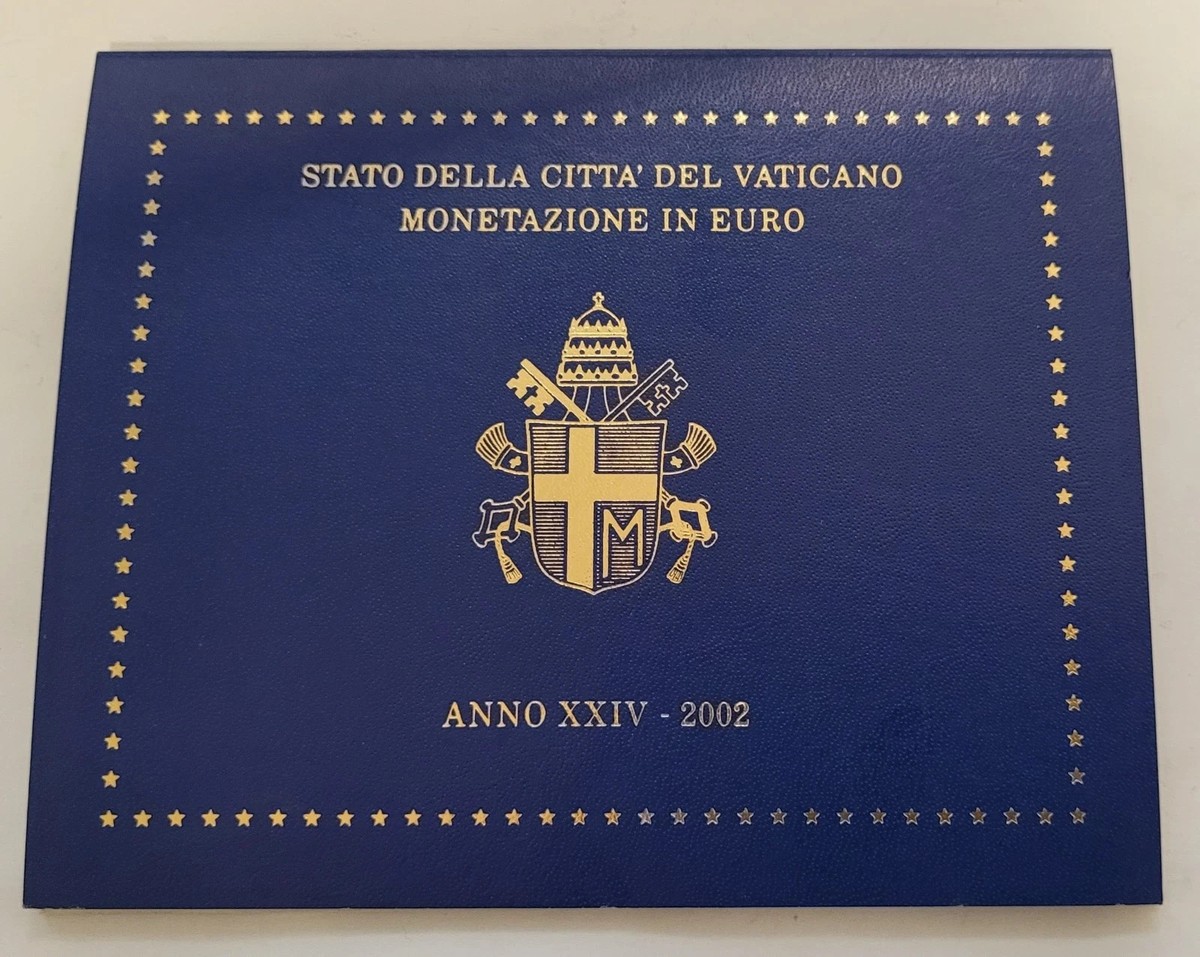 STATO DELLA CITTA' DEL VATICANO
MONETAZIONE IN EURO
M
ANNO XXIV - 2002